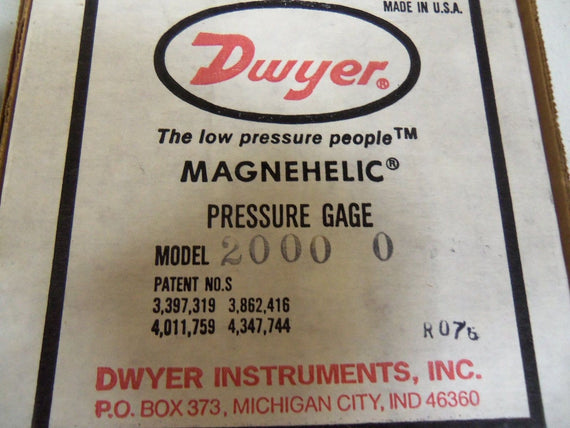 MADE IN U.S.A.
Dwyer®
The low pressure people™
MAGNEHELIC®
PRESSURE GAGE
MODEL 2000 0
PATENT NO.S
3,397,319 3,862,416
4,011,759 4,347,744
R076
DWYER INSTRUMENTS, INC.
P.O. BOX 373, MICHIGAN CITY, IND 46360